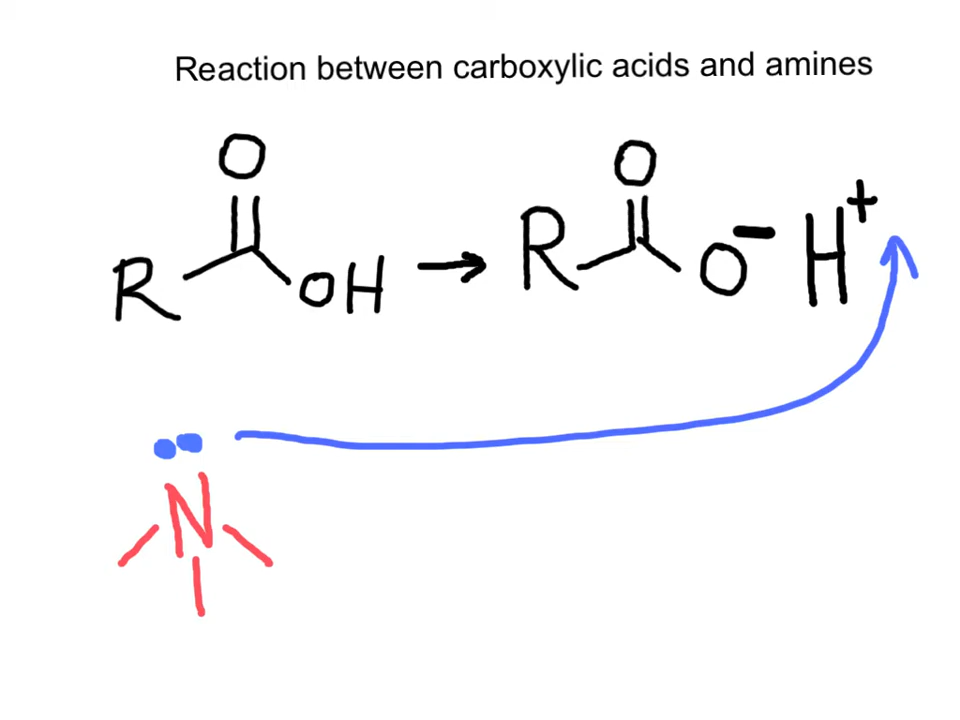 Reaction between carboxylic acids and amines
O O
R OH → R O⁻ H⁺
N